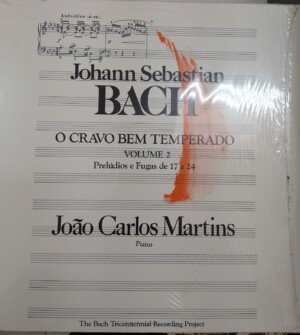 Johann Sebastian
BACH
O CRAVO BEM TEMPERADO
VOLUME 2
Prelúdios e Fugas de 17 a 24
João Carlos Martins
Piano
The Bach Tricentennial Recording Project